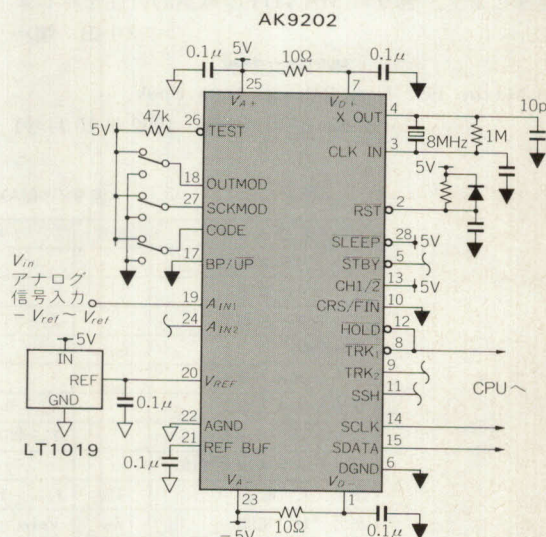 AK9202
0.1μ
5V
10Ω
0.1μ
25
7
VA+
VD+
4
X OUT
10p
47k
26
5V
TEST
8MHz
1M
3
CLK IN
5V
18
OUTMOD
2
RST
27
SCKMOD
28
SLEEP
5V
CODE
5
STBY
17
BP/UP
13
CH1/2
5V
Vin
アナログ
信号入力
-Vret~Vref
10
CRS/FIN
19
AIN1
12
HOLD
24
AIN2
8
TRK1
5V
IN
9
TRK2
CPUへ
REF
20
VREF
11
SSH
GND
0.1μ
14
SCLK
22
AGND
15
SDATA
LT1019
21
REF BUF
6
DGND
0.1μ
VA-
VD-
23
1
10Ω
0.1μ
-5V